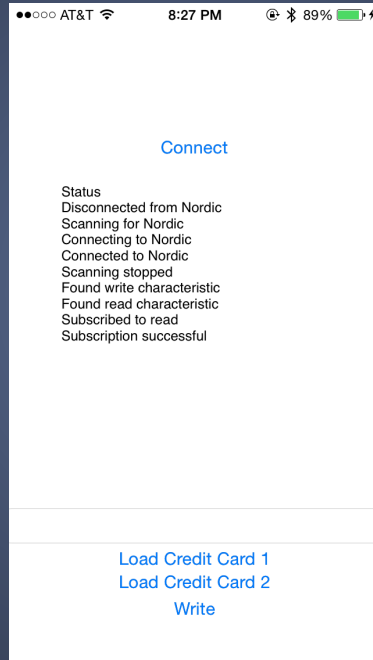 AT&T 8:27 PM 89%
Connect
Status
Disconnected from Nordic
Scanning for Nordic
Connecting to Nordic
Connected to Nordic
Scanning stopped
Found write characteristic
Found read characteristic
Subscribed to read
Subscription successful
Load Credit Card 1
Load Credit Card 2
Write